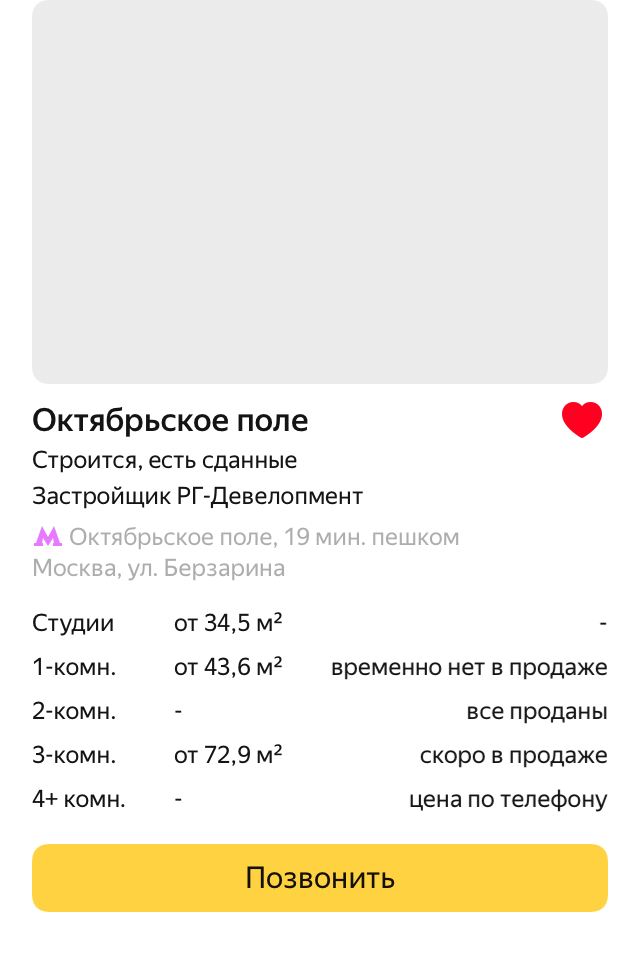 Октябрьское поле
Строится, есть сданные
Застройщик РГ-Девелопмент
Октябрьское поле, 19 мин. пешком
Москва, ул. Берзарина
Студии от 34,5 м² -
1-комн. от 43,6 м² временно нет в продаже
2-комн. - все проданы
3-комн. от 72,9 м² скоро в продаже
4+ комн. - цена по телефону
Позвонить